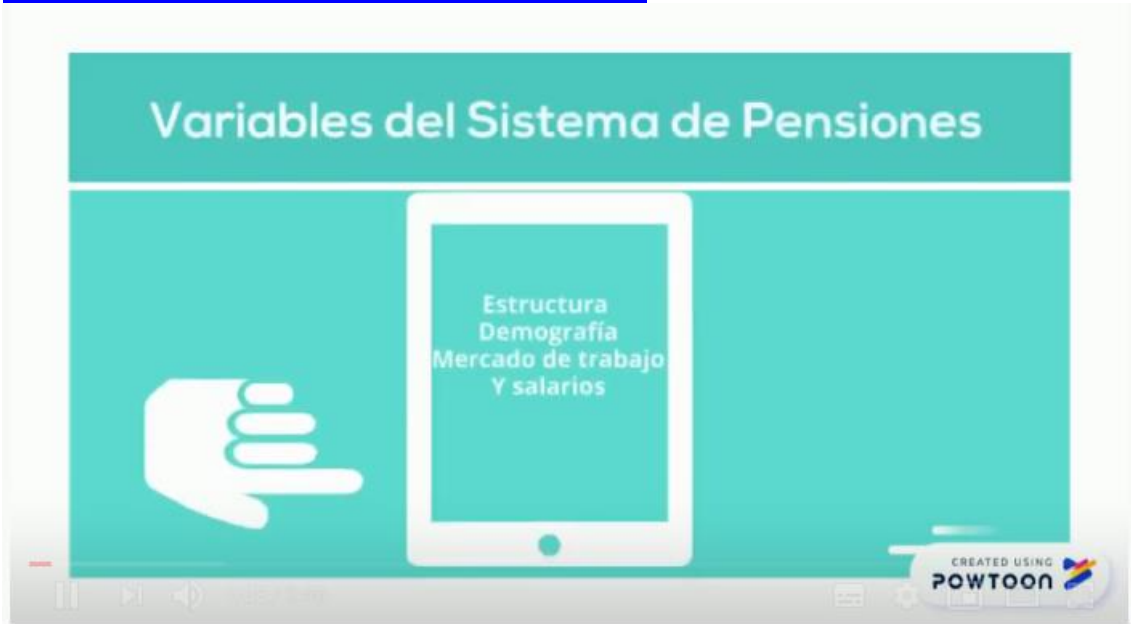 Variables del Sistema de Pensiones
Estructura
Demografía
Mercado de trabajo
Y salarios
CREATED USING
POWTOON